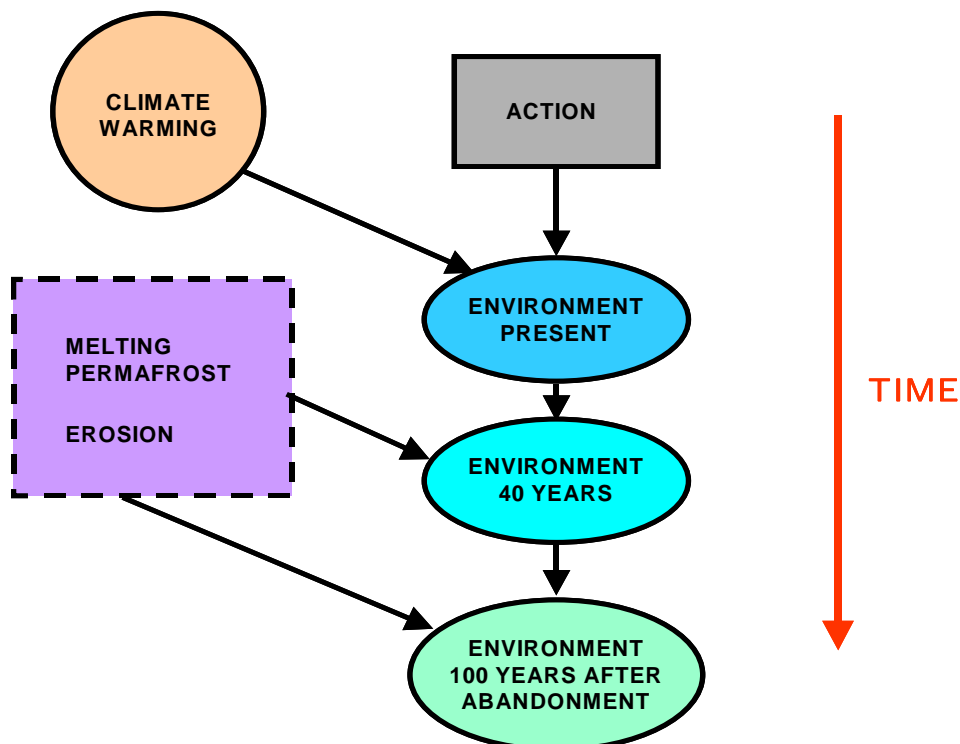 CLIMATE
WARMING
ACTION
ENVIRONMENT
PRESENT
MELTING
PERMAFROST
EROSION
TIME
ENVIRONMENT
40 YEARS
ENVIRONMENT
100 YEARS AFTER
ABANDONMENT